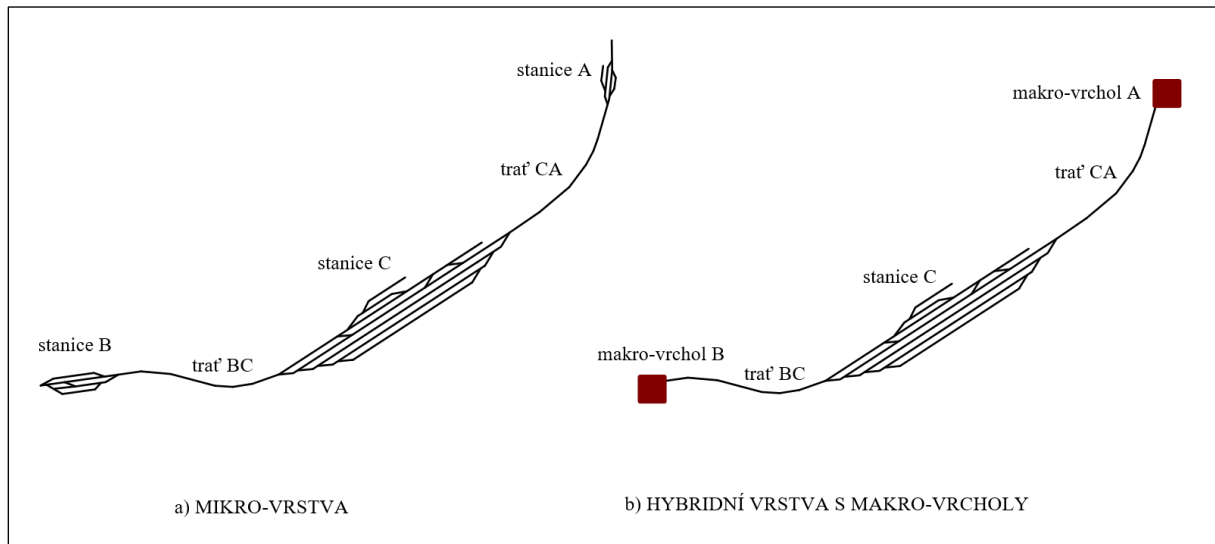 stanice A
trať CA
stanice C
stanice B
trať BC
a) MIKRO-VRSTVA
makro-vrchol A
trať CA
stanice C
makro-vrchol B
trať BC
b) HYBRIDNÍ VRSTVA S MAKRO-VRCHOLY